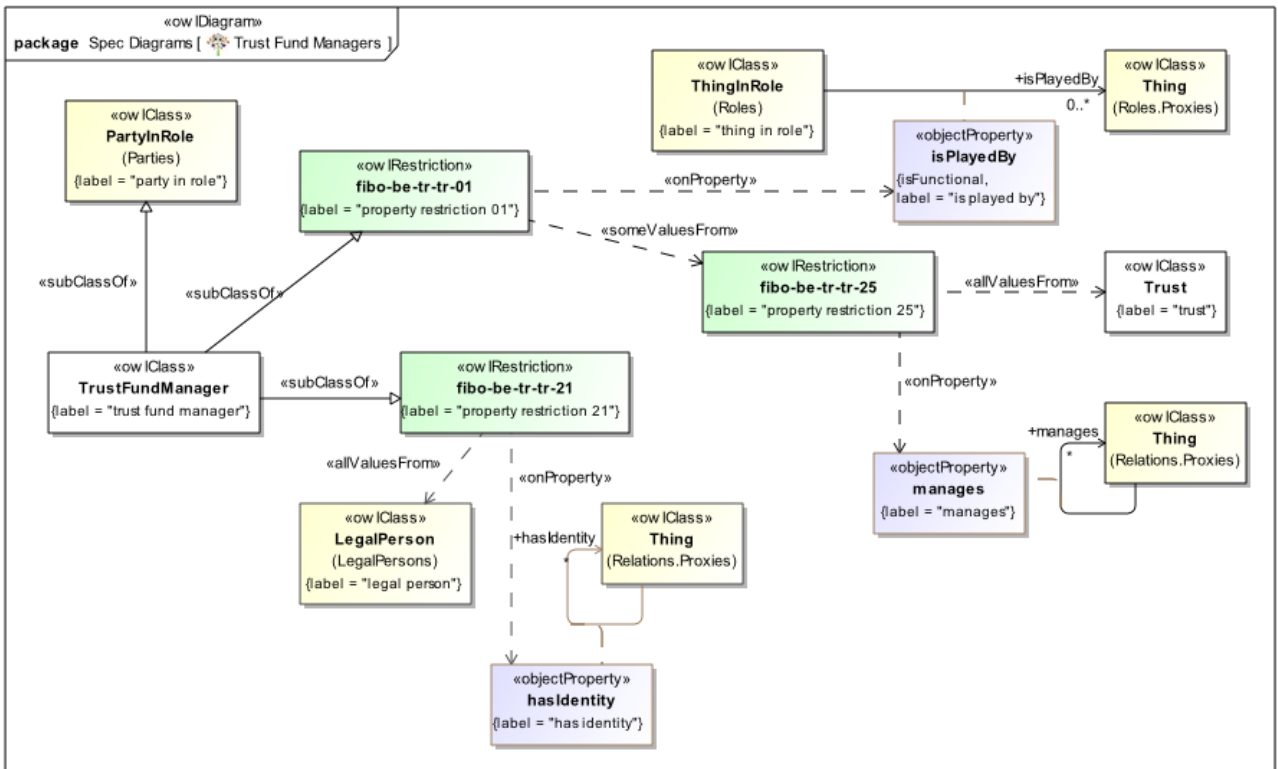 «owlDiagram»
package Spec Diagrams [ Trust Fund Managers ]
«owlClass»
PartyInRole
(Parties)
{label = "party in role"}
«owlRestriction»
fibo-be-tr-tr-01
{label = "property restriction 01"}
«owlClass»
ThingInRole
(Roles)
{label = "thing in role"}
+isPlayedBy
0..*
«owlClass»
Thing
(Roles.Proxies)
«objectProperty»
isPlayedBy
{isFunctional,
label = "is played by"}
«onProperty»
«someValuesFrom»
«subClassOf»
«subClassOf»
«owlRestriction»
fibo-be-tr-tr-25
{label = "property restriction 25"}
«allValuesFrom»
«owlClass»
Trust
{label = "trust"}
«owlClass»
TrustFundManager
{label = "trust fund manager"}
«subClassOf»
«owlRestriction»
fibo-be-tr-tr-21
{label = "property restriction 21"}
«onProperty»
+manages
*
«owlClass»
Thing
(Relations.Proxies)
«objectProperty»
manages
{label = "manages"}
«allValuesFrom»
«onProperty»
«owlClass»
LegalPerson
(LegalPersons)
{label = "legal person"}
+hasIdentity
*
«owlClass»
Thing
(Relations.Proxies)
«objectProperty»
hasIdentity
{label = "has identity"}